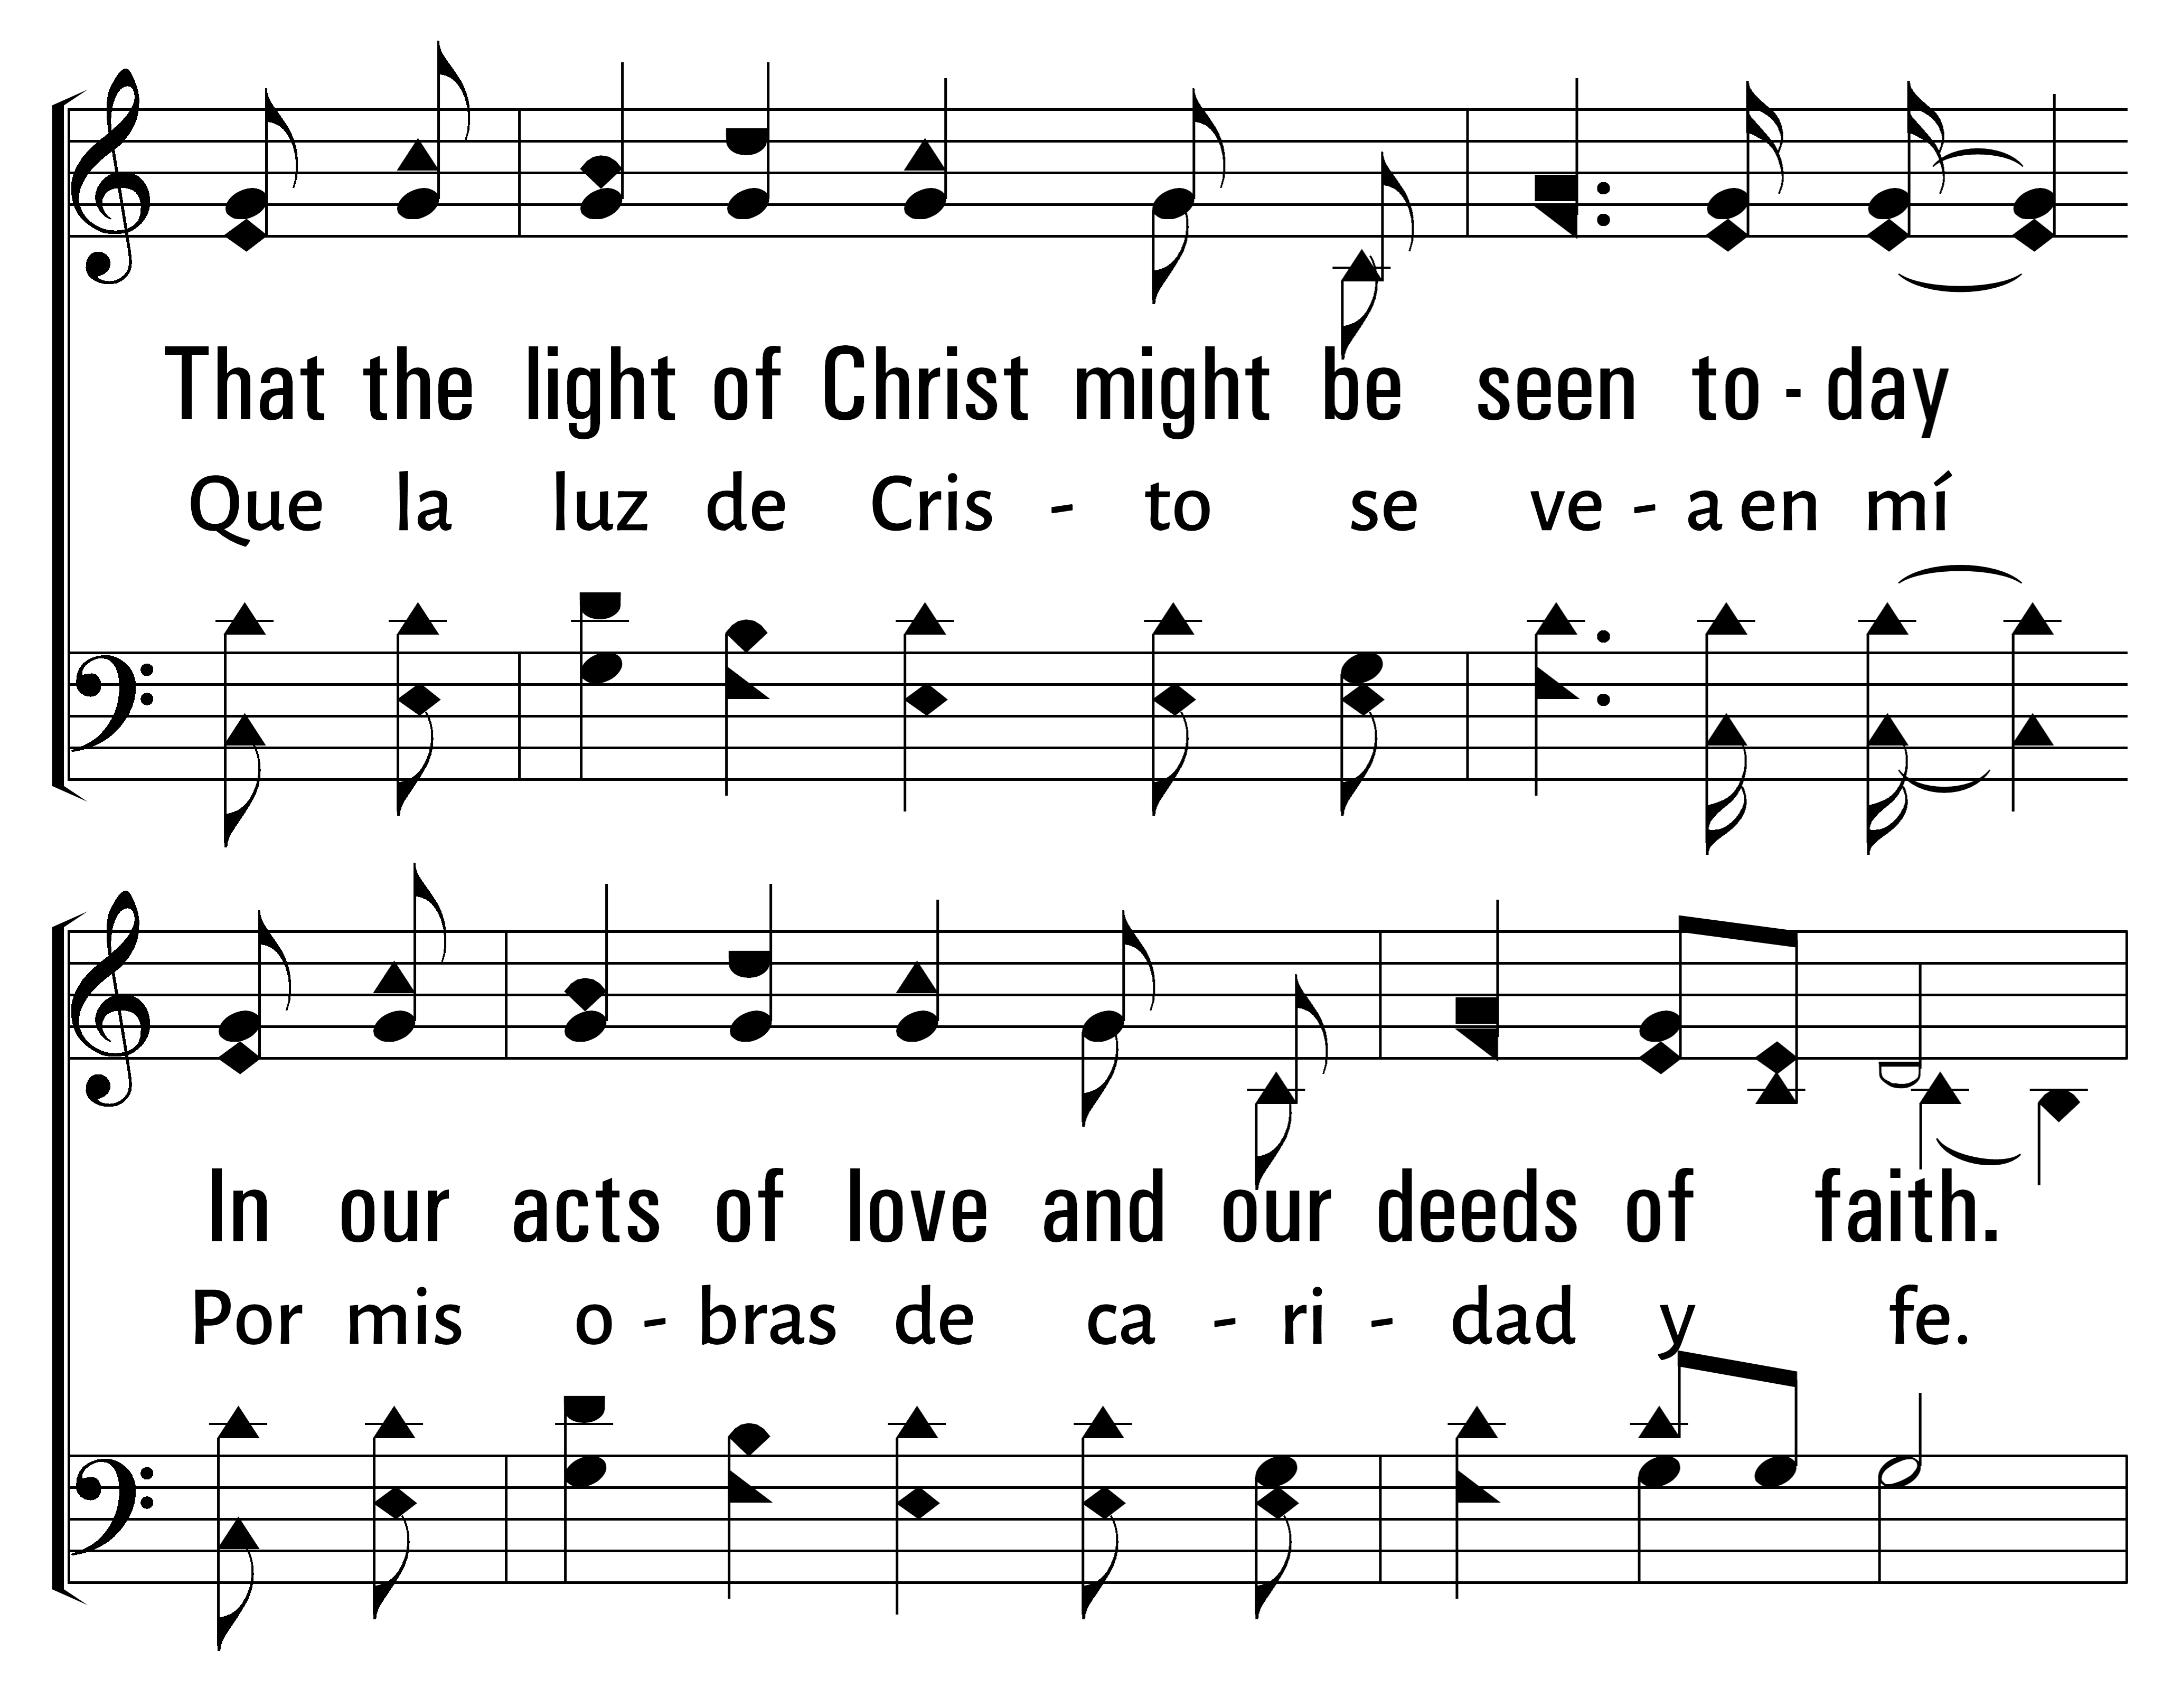 That the light of Christ might be seen to - day
Que la luz de Cris - to se ve - a en mí
In our acts of love and our deeds of faith.
Por mis o - bras de ca - ri - dad y fe.